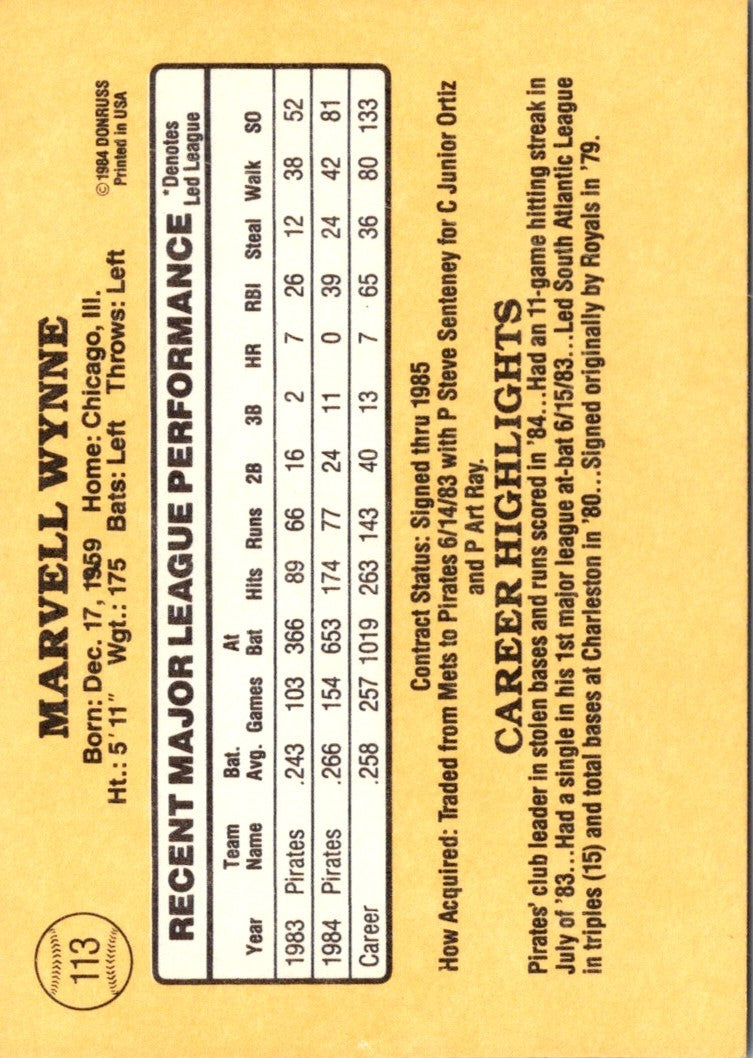 113
MARVELL WYNNE
© 1984 DONRUSS
Born: Dec. 17, 1959 Home: Chicago, Ill.
Printed in USA
Ht.: 5'11" Wgt.: 175 Bats: Left Throws: Left
RECENT MAJOR LEAGUE PERFORMANCE *Denotes Led League
Year Team Name Bat. Avg. Games At Bat Hits Runs 2B 3B HR RBI Steal Walk SO
1983 Pirates .243 103 366 89 66 16 2 7 26 12 38 52
1984 Pirates .266 154 653 174 77 24 11 0 39 24 42 81
Career .258 257 1019 263 143 40 13 7 65 36 80 133
Contract Status: Signed thru 1985
How Acquired: Traded from Mets to Pirates 6/14/83 with P Steve Senteney for C Junior Ortiz
and P Art Ray.
CAREER HIGHLIGHTS
Pirates' club leader in stolen bases and runs scored in '84...Had an 11-game hitting streak in
July of '83...Had a single in his 1st major league at-bat 6/15/83...Led South Atlantic League
in triples (15) and total bases at Charleston in '80...Signed originally by Royals in '79.